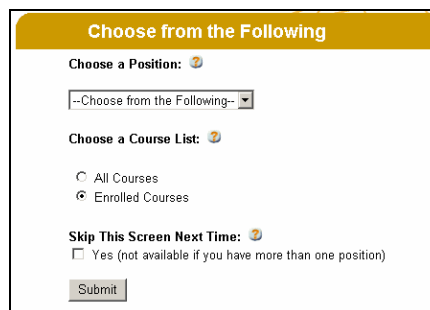 Choose from the Following
Choose a Position: ?
--Choose from the Following--
Choose a Course List: ?
All Courses
Enrolled Courses
Skip This Screen Next Time: ?
Yes (not available if you have more than one position)
Submit